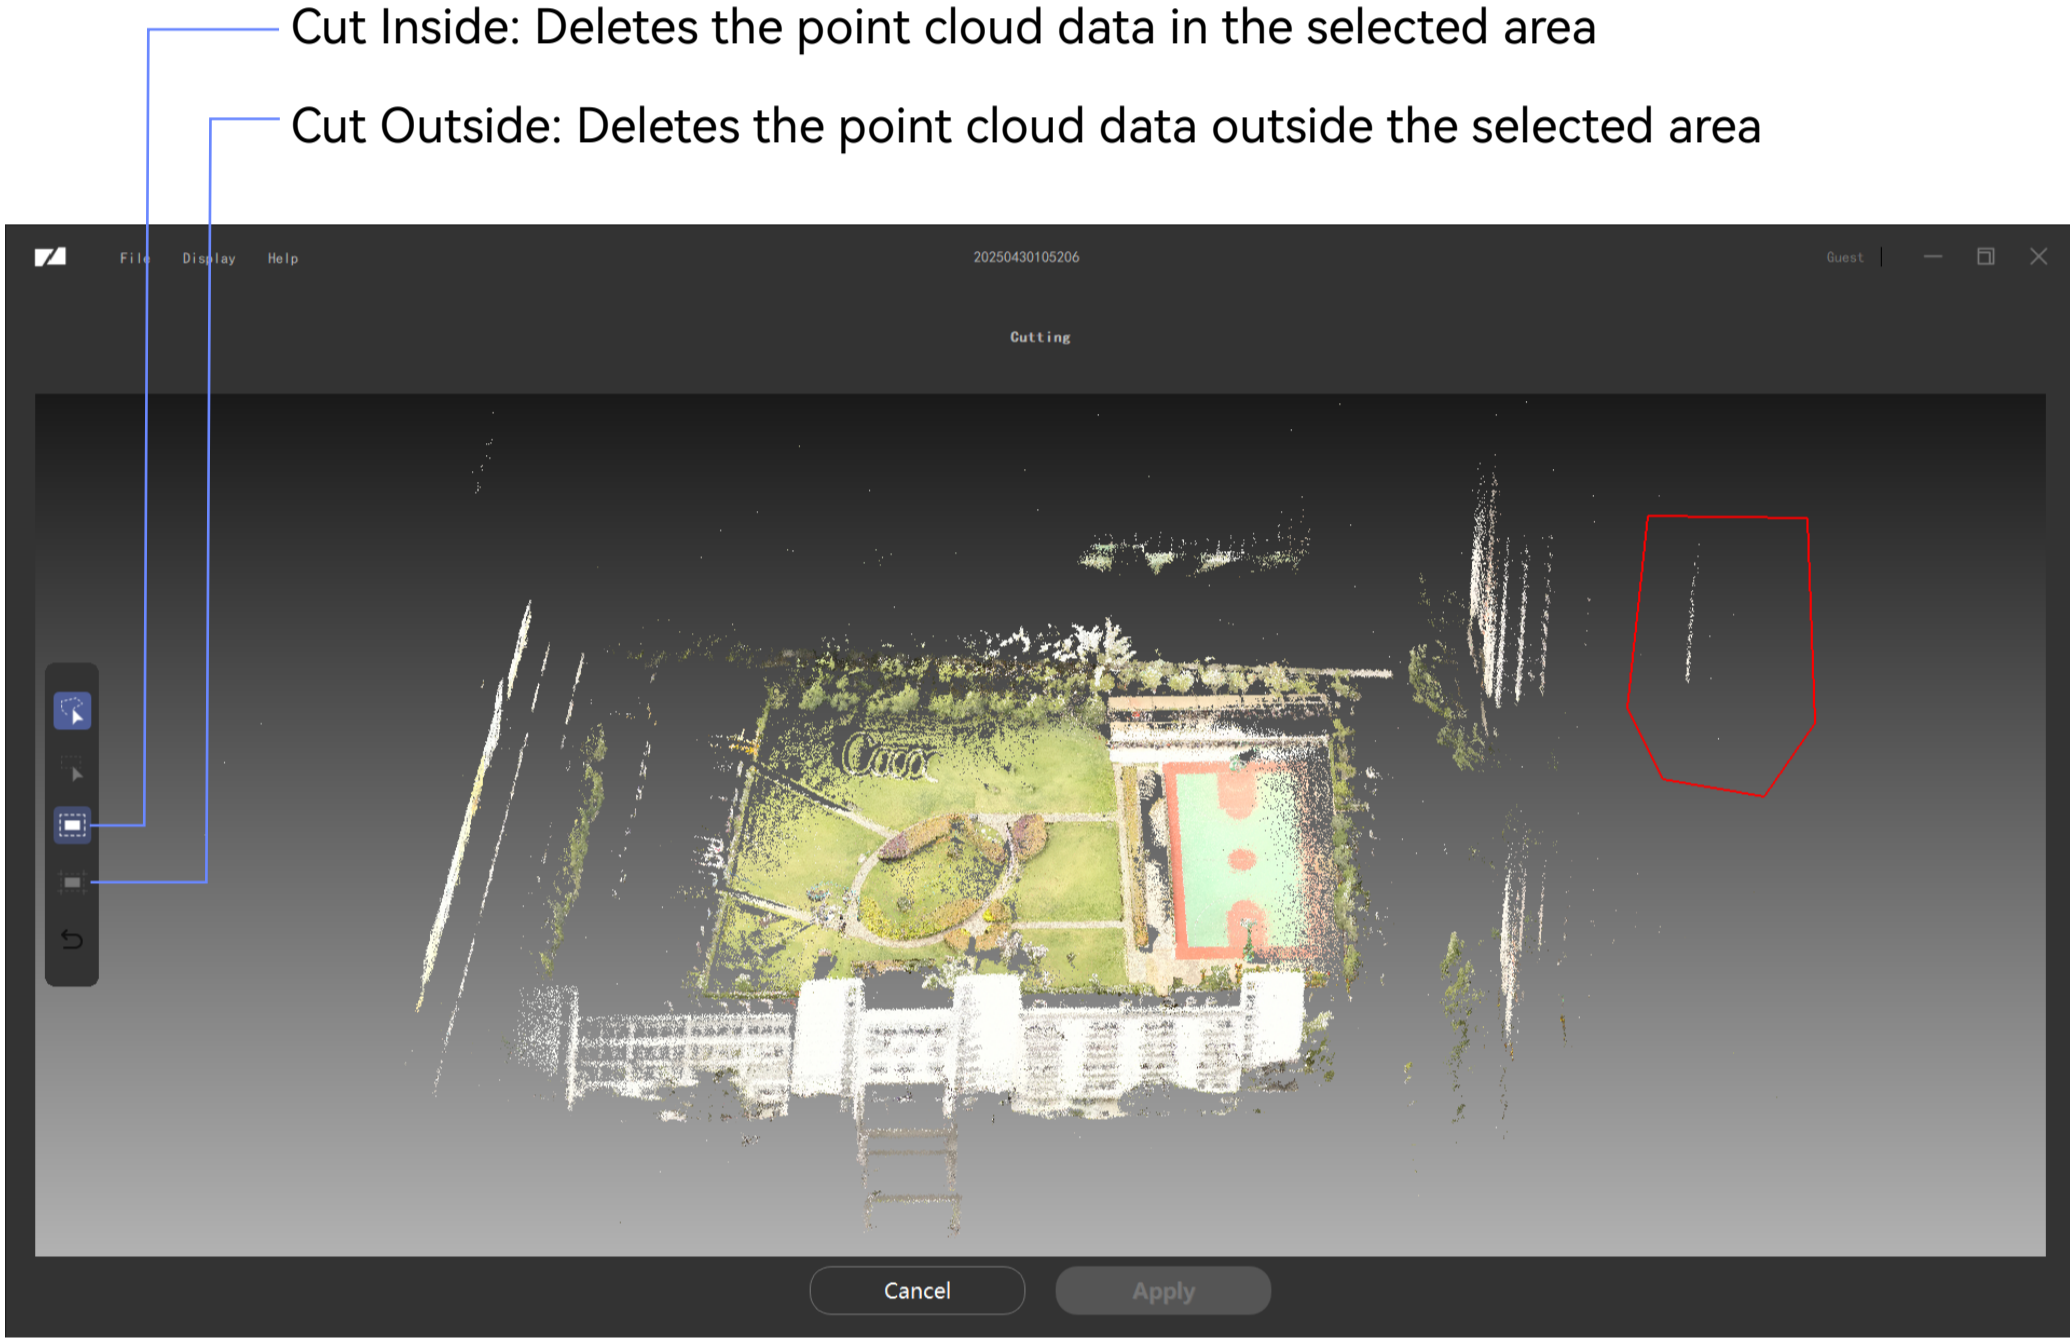 Cut Inside: Deletes the point cloud data in the selected area
Cut Outside: Deletes the point cloud data outside the selected area
File Display Help
20250430105206
Guest
Cutting
Cancel
Apply